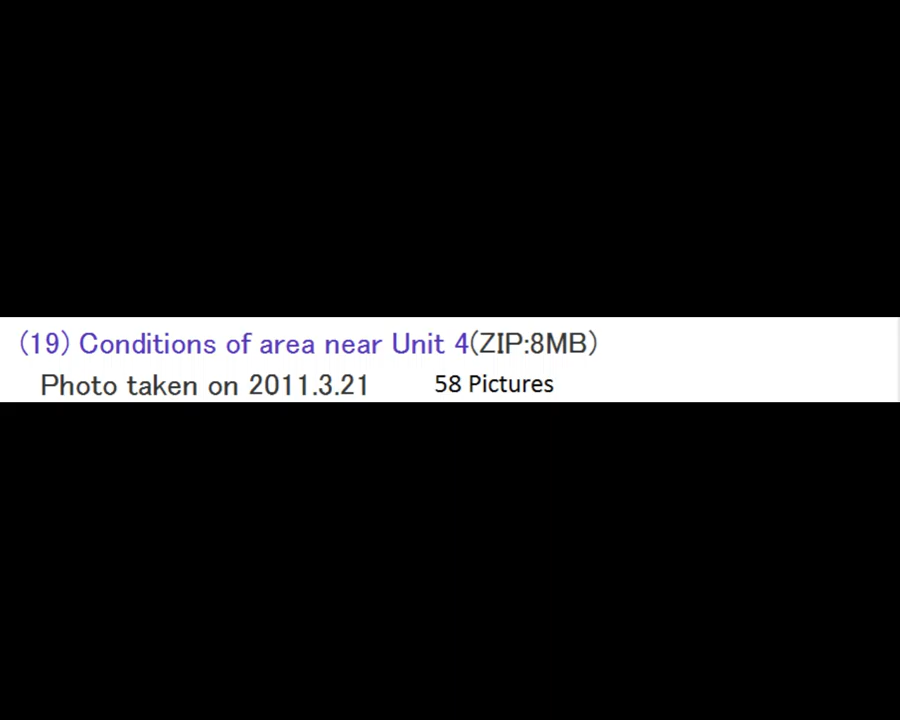 (19) Conditions of area near Unit 4(ZIP:8MB)
Photo taken on 2011.3.21 58 Pictures